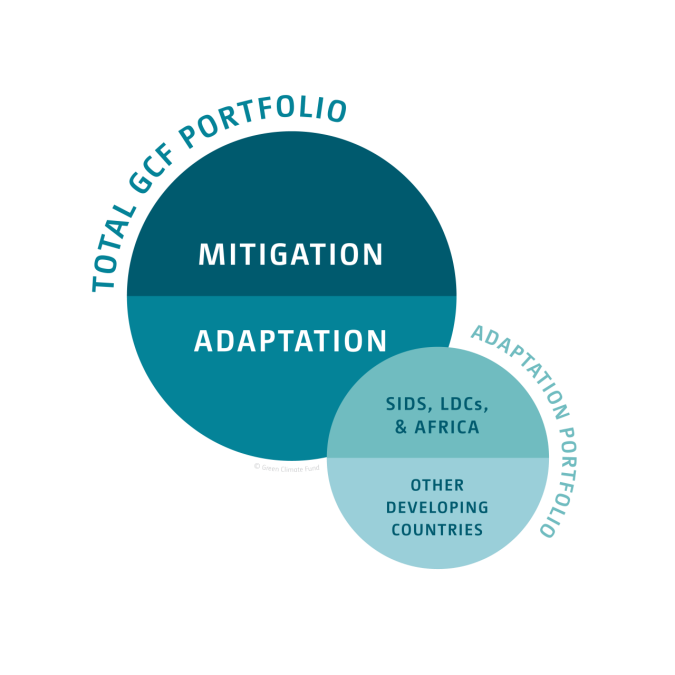 TOTAL GCF PORTFOLIO
MITIGATION
ADAPTATION
ADAPTATION PORTFOLIO
SIDS, LDCs,
& AFRICA
OTHER
DEVELOPING
COUNTRIES
© Green Climate Fund